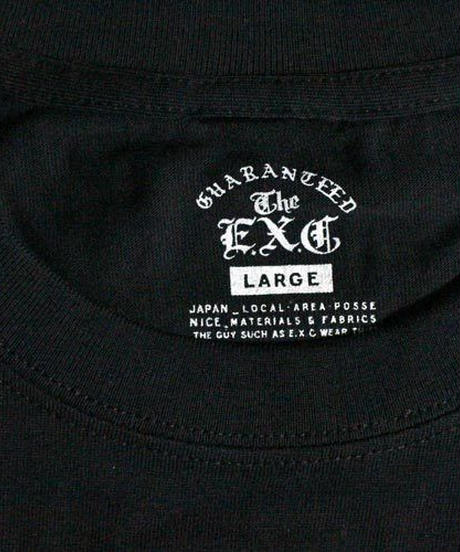 GUARANTEED
The
E.X.C
LARGE
JAPAN_LOCAL-AREA-POSSE
NICE_MATERIALS & FABRICS
THE GUY SUCH AS E.X.C WEAR